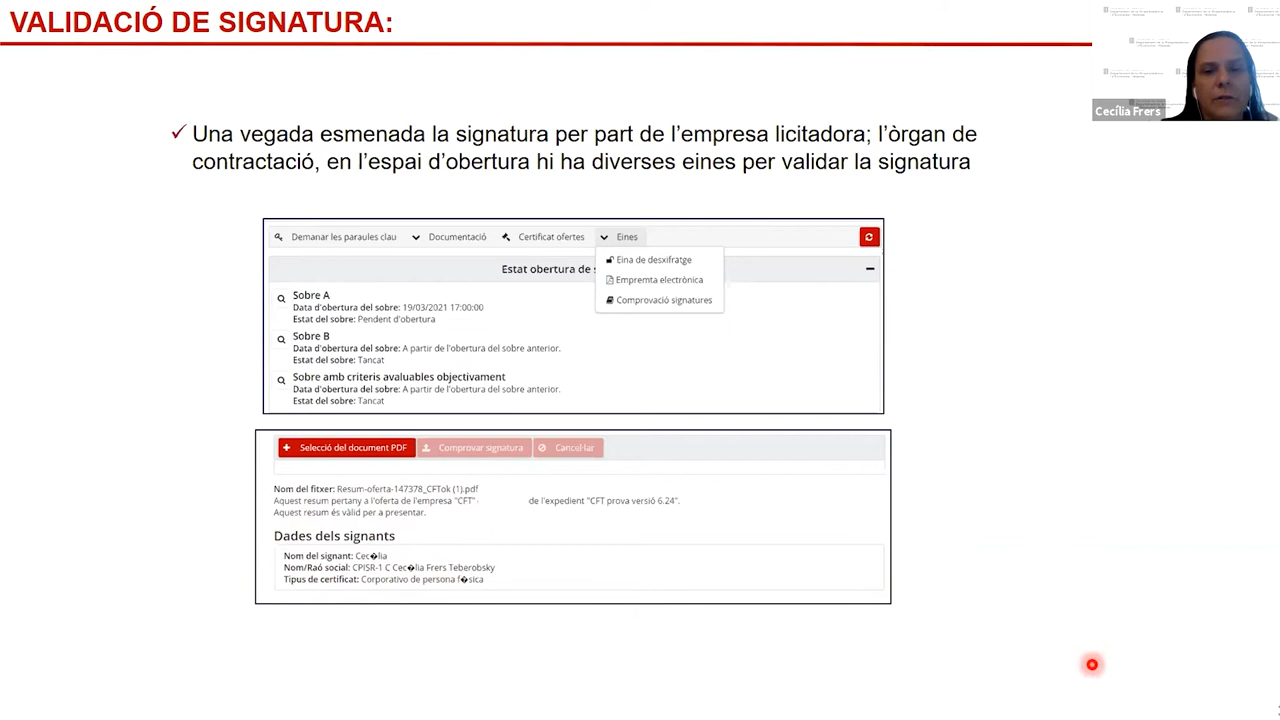 VALIDACIÓ DE SIGNATURA:
Cecília Frers
Una vegada esmenada la signatura per part de l’empresa licitadora; l’òrgan de
contractació, en l’espai d’obertura hi ha diverses eines per validar la signatura
Demanar les paraules clau Documentació Certificat ofertes Eines
Eina de desxifratge
Empremta electrònica
Comprovació signatures
Estat obertura de s
Sobre A
Data d'obertura del sobre: 19/03/2021 17:00:00
Estat del sobre: Pendent d'obertura
Sobre B
Data d'obertura del sobre: A partir de l'obertura del sobre anterior.
Estat del sobre: Tancat
Sobre amb criteris avaluables objectivament
Data d'obertura del sobre: A partir de l'obertura del sobre anterior.
Estat del sobre: Tancat
Selecció del document PDF Comprovar signatura Cancel·lar
Nom del fitxer: Resum-oferta-147378_CFTok (1).pdf
Aquest resum pertany a l'oferta de l'empresa "CFT" de l'expedient "CFT prova versió 6.24".
Aquest resum és vàlid per a presentar.
Dades dels signants
Nom del signant: Cec�lia
Nom/Raó social: CPISR-1 C Cec�lia Frers Teberobsky
Tipus de certificat: Corporativo de persona f�sica